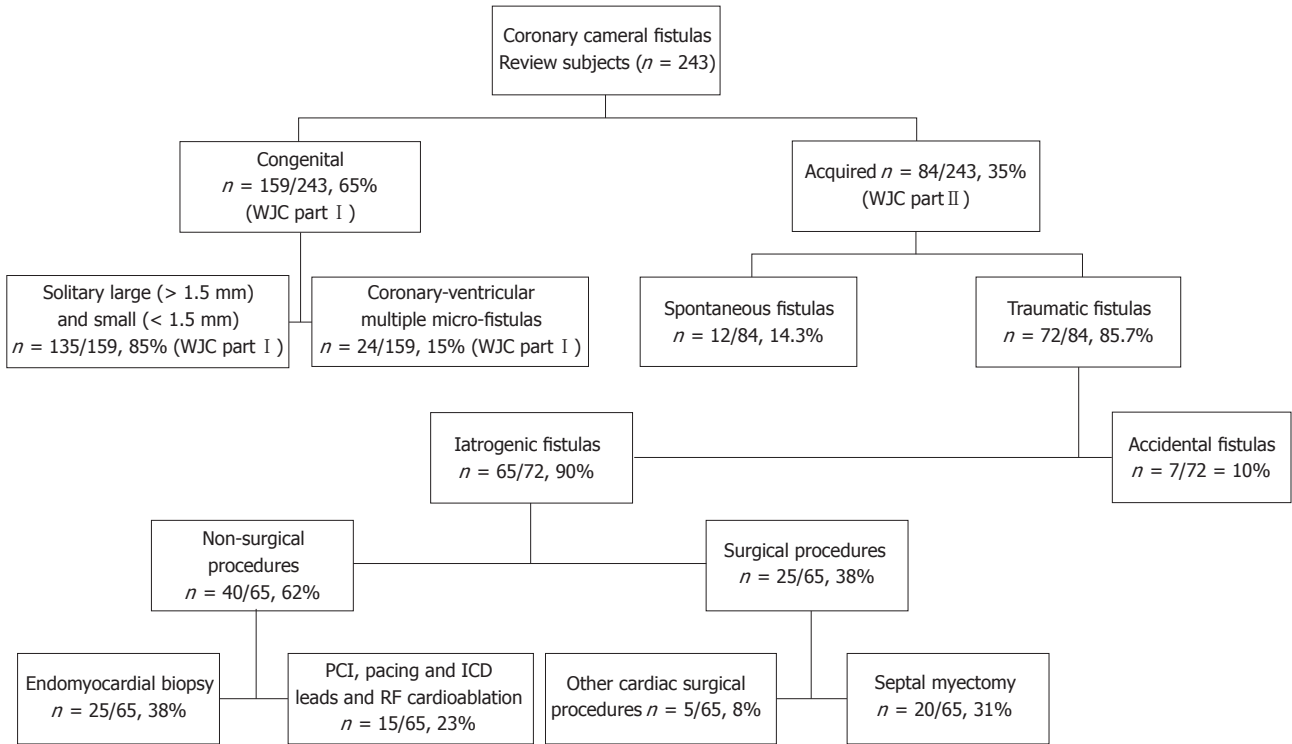 Coronary cameral fistulas
Review subjects (n = 243)
Congenital
n = 159/243, 65%
(WJC part Ⅰ)
Acquired n = 84/243, 35%
(WJC part Ⅱ)
Solitary large (> 1.5 mm)
and small (< 1.5 mm)
n = 135/159, 85% (WJC part Ⅰ)
Coronary-ventricular
multiple micro-fistulas
n = 24/159, 15% (WJC part Ⅰ)
Spontaneous fistulas
n = 12/84, 14.3%
Traumatic fistulas
n = 72/84, 85.7%
Iatrogenic fistulas
n = 65/72, 90%
Accidental fistulas
n = 7/72 = 10%
Non-surgical
procedures
n = 40/65, 62%
Surgical procedures
n = 25/65, 38%
Endomyocardial biopsy
n = 25/65, 38%
PCI, pacing and ICD
leads and RF cardioablation
n = 15/65, 23%
Other cardiac surgical
procedures n = 5/65, 8%
Septal myectomy
n = 20/65, 31%